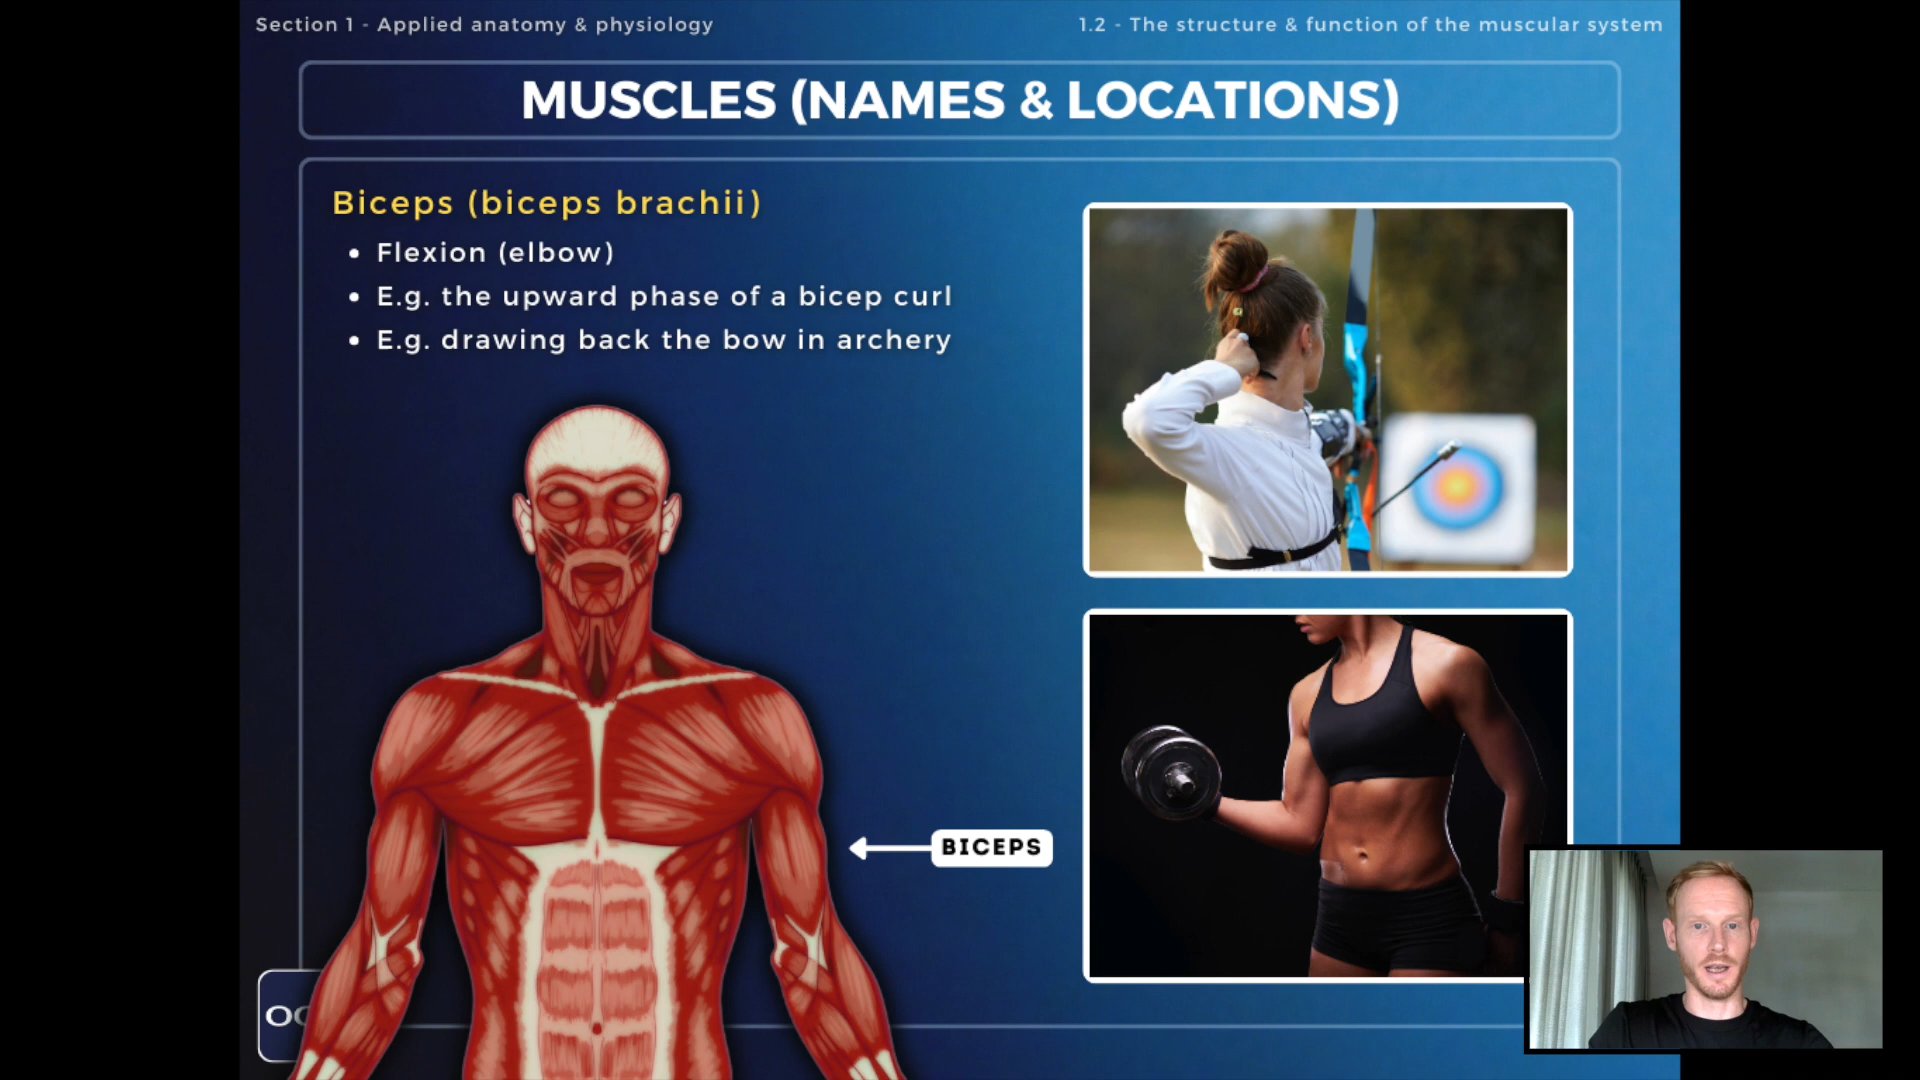 Section 1 - Applied anatomy & physiology
1.2 - The structure & function of the muscular system
MUSCLES (NAMES & LOCATIONS)
Biceps (biceps brachii)
• Flexion (elbow)
• E.g. the upward phase of a bicep curl
• E.g. drawing back the bow in archery
BICEPS